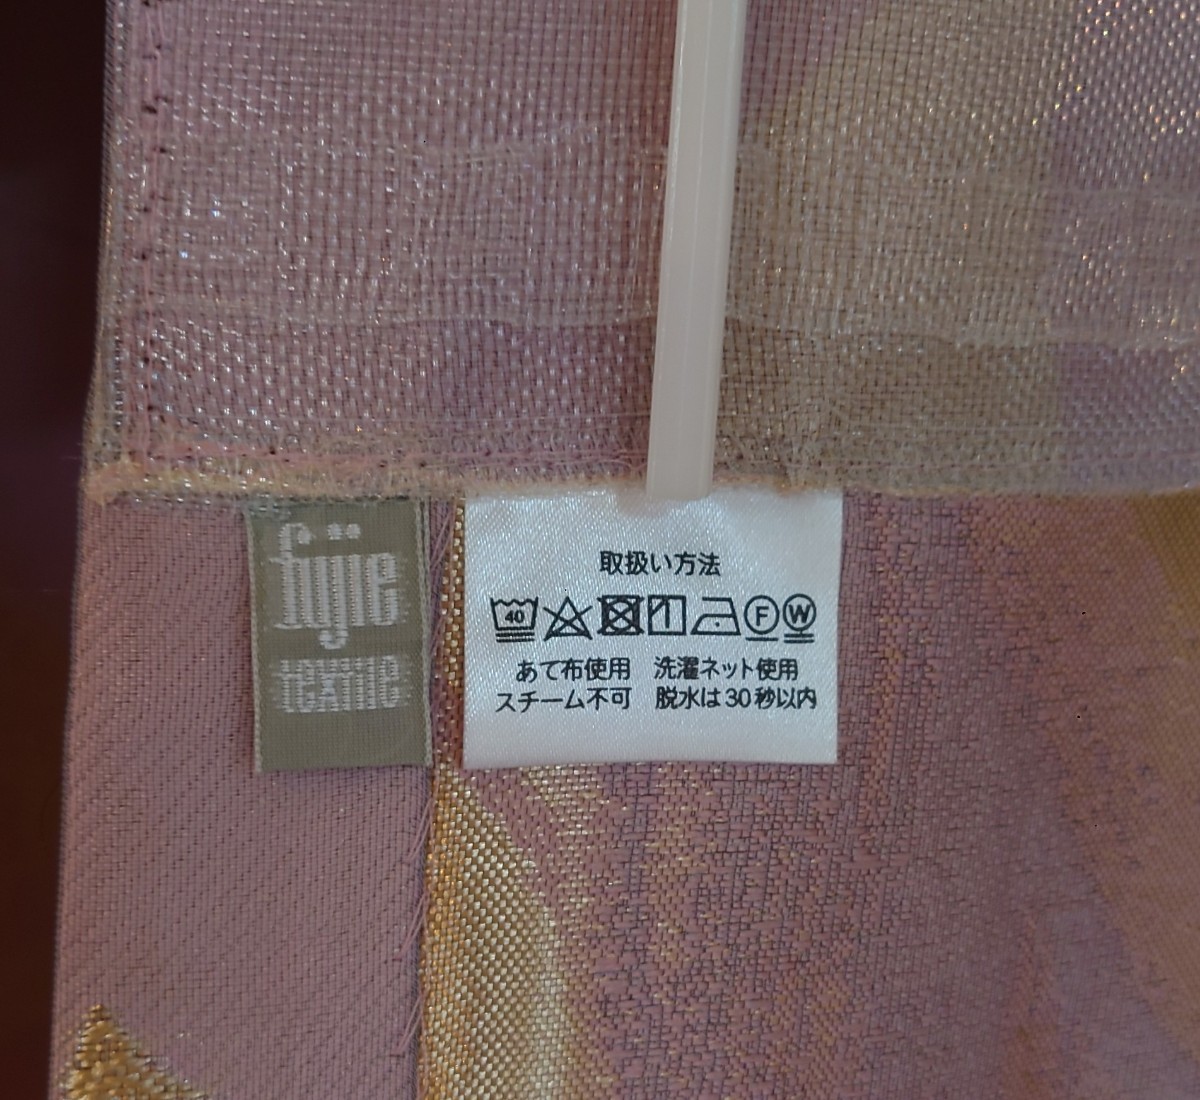 fujie
textile
取扱い方法
40 F W
あて布使用 洗濯ネット使用
スチーム不可 脱水は30秒以内